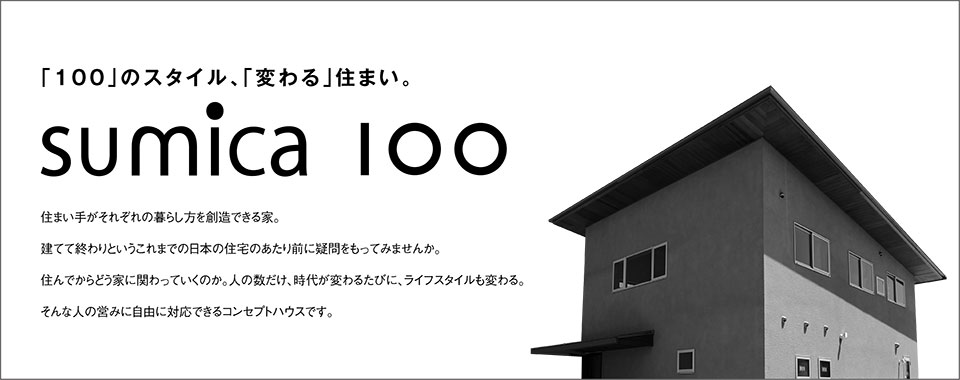 「100」のスタイル、「変わる」住まい。
sumica 100
住まい手がそれぞれの暮らし方を創造できる家。
建てて終わりというこれまでの日本の住宅のあたり前に疑問をもってみませんか。
住んでからどう家に関わっていくのか。人の数だけ、時代が変わるたびに、ライフスタイルも変わる。
そんな人の営みに自由に対応できるコンセプトハウスです。